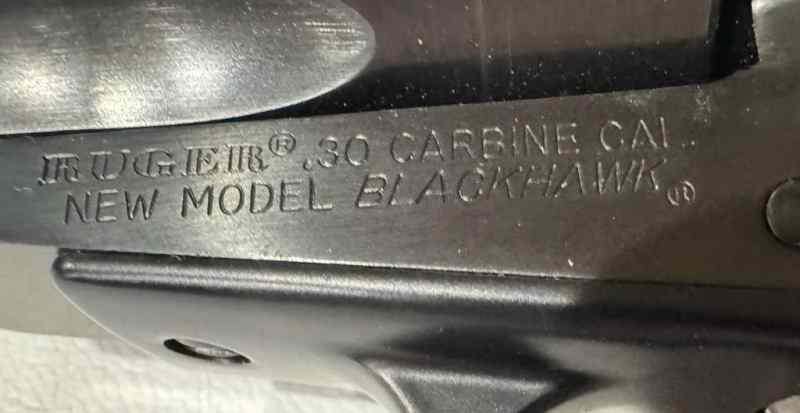 RUGER® .30 CARBINE CAL.
NEW MODEL BLACKHAWK®